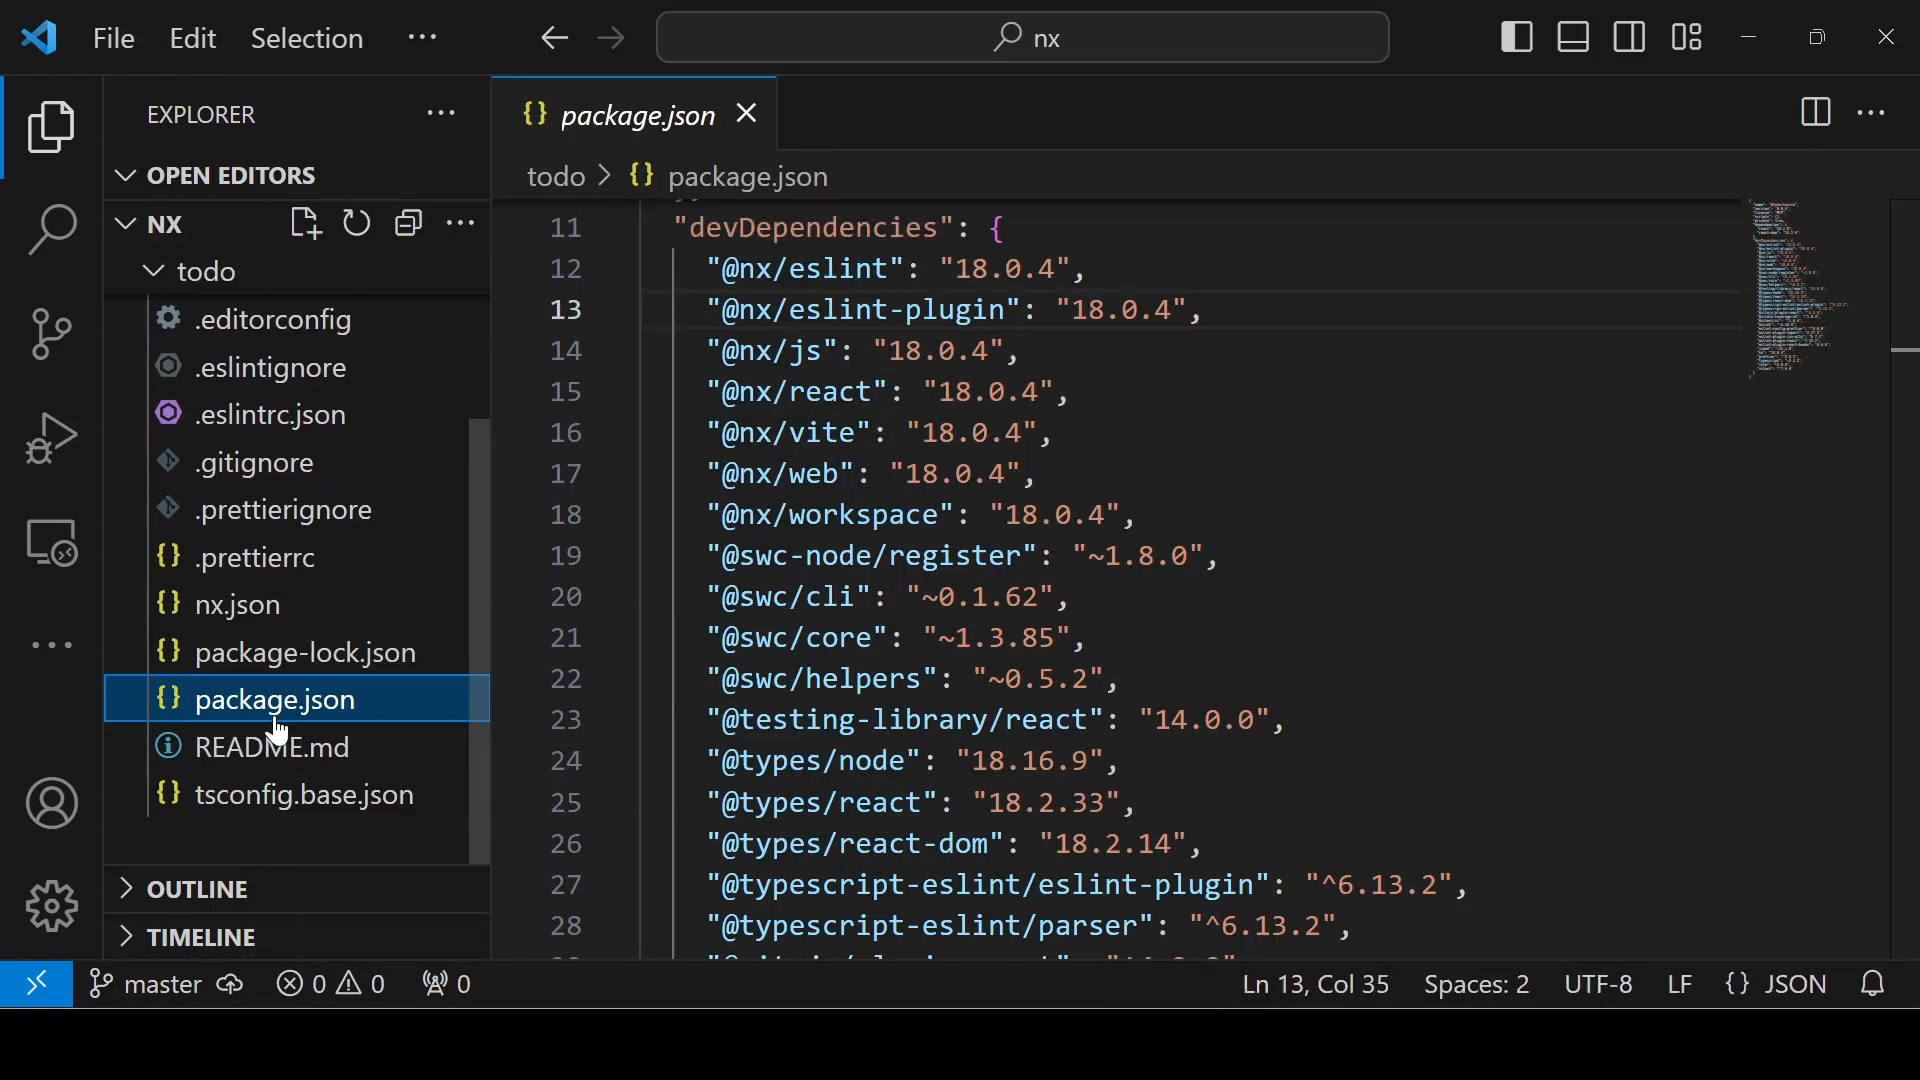 File Edit Selection ···
nx
EXPLORER ···
OPEN EDITORS
NX ···
todo
.editorconfig
.eslintignore
.eslintrc.json
.gitignore
.prettierignore
{} .prettierrc
{} nx.json
{} package-lock.json
{} package.json
README.md
{} tsconfig.base.json
OUTLINE
TIMELINE
{} package.json
todo > {} package.json
11 "devDependencies": {
12 "@nx/eslint": "18.0.4",
13 "@nx/eslint-plugin": "18.0.4",
14 "@nx/js": "18.0.4",
15 "@nx/react": "18.0.4",
16 "@nx/vite": "18.0.4",
17 "@nx/web": "18.0.4",
18 "@nx/workspace": "18.0.4",
19 "@swc-node/register": "~1.8.0",
20 "@swc/cli": "~0.1.62",
21 "@swc/core": "~1.3.85",
22 "@swc/helpers": "~0.5.2",
23 "@testing-library/react": "14.0.0",
24 "@types/node": "18.16.9",
25 "@types/react": "18.2.33",
26 "@types/react-dom": "18.2.14",
27 "@typescript-eslint/eslint-plugin": "^6.13.2",
28 "@typescript-eslint/parser": "^6.13.2",
master 0 0 0 Ln 13, Col 35 Spaces: 2 UTF-8 LF {} JSON